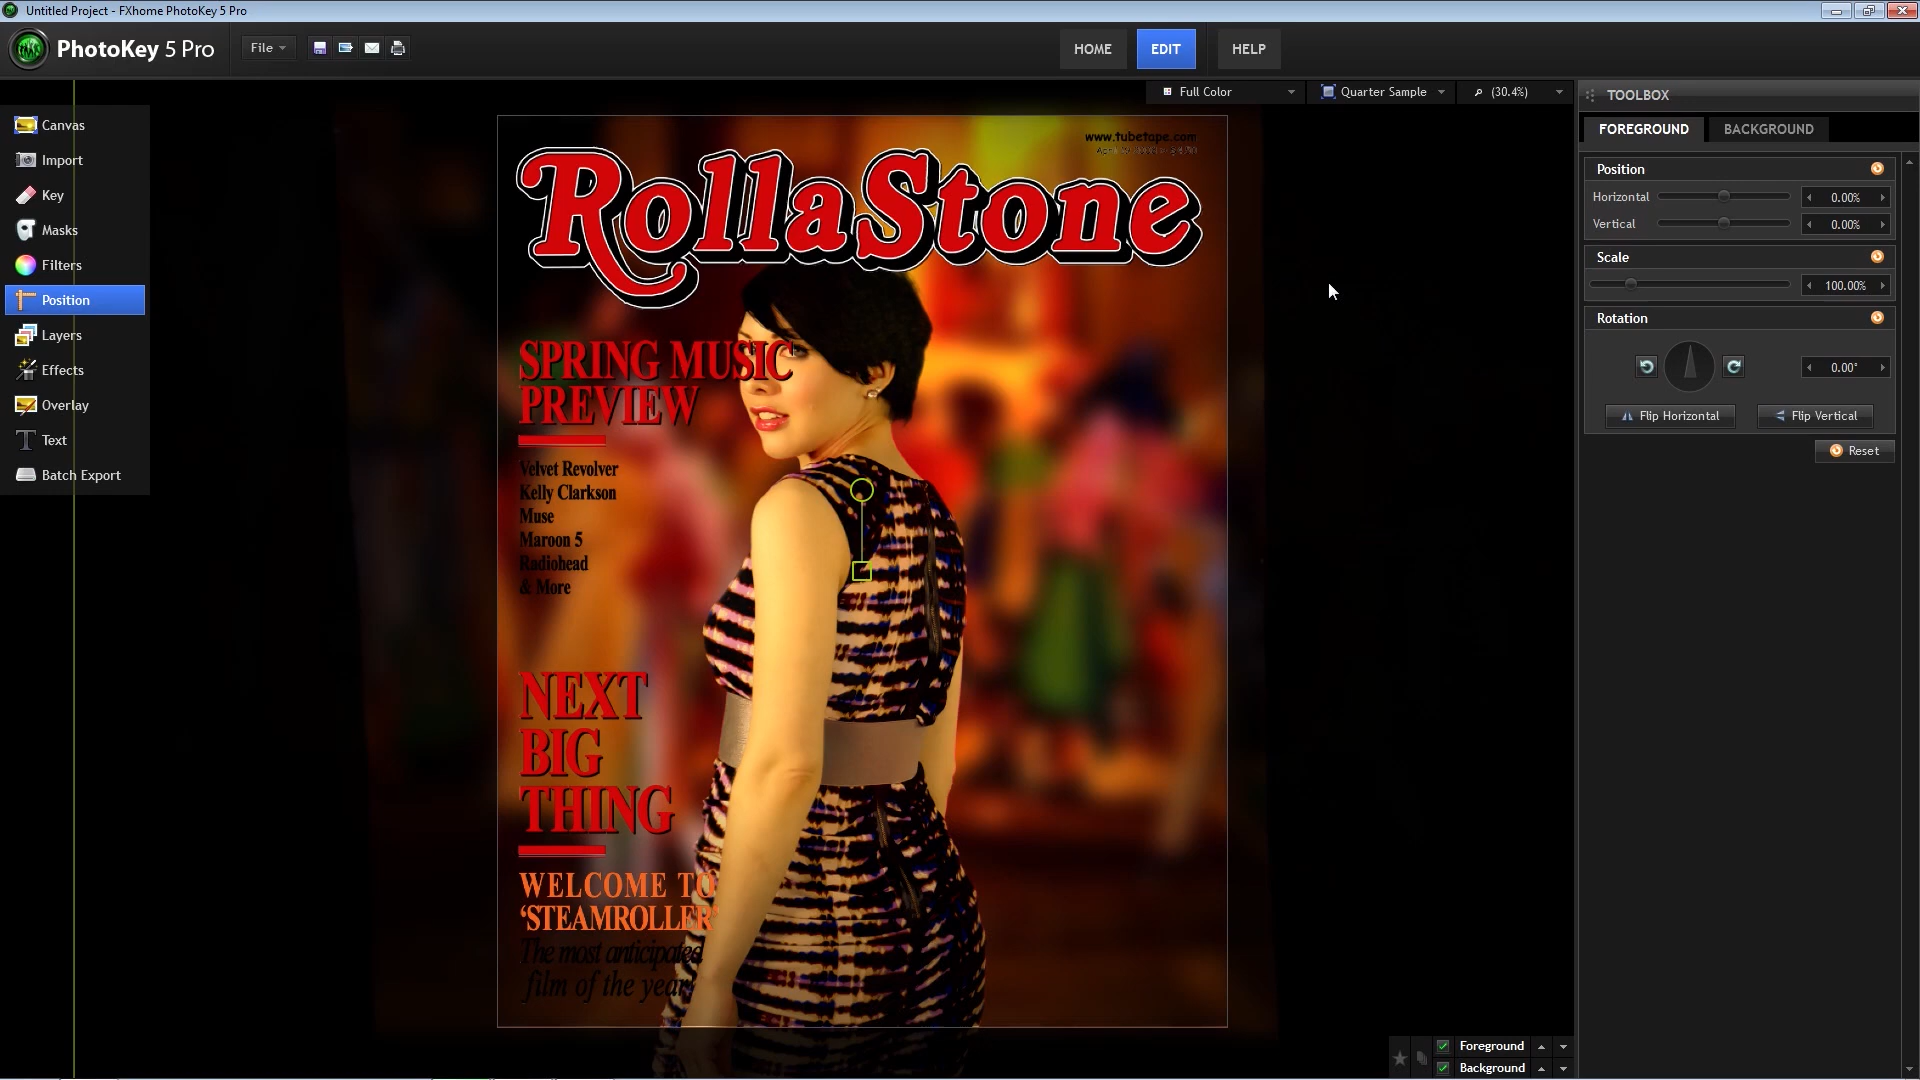 Untitled Project - FXhome PhotoKey 5 Pro
PhotoKey 5 Pro
File
HOME
EDIT
HELP
Full Color
Quarter Sample
(30.4%)
TOOLBOX
FOREGROUND
BACKGROUND
Position
Horizontal
0.00%
Vertical
0.00%
Scale
100.00%
Rotation
0.00°
Flip Horizontal
Flip Vertical
Reset
Canvas
Import
Key
Masks
Filters
Position
Layers
Effects
Overlay
Text
Batch Export
www.tubetape.com
RollaStone
SPRING MUSIC
PREVIEW
Velvet Revolver
Kelly Clarkson
Muse
Maroon 5
Radiohead
& More
NEXT
BIG
THING
WELCOME TO
‘STEAMROLLER’
The most anticipated
film of the year
Foreground
Background